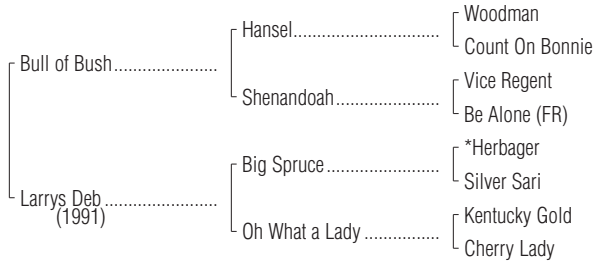 Woodman
Hansel
Count On Bonnie
Bull of Bush
Vice Regent
Shenandoah
Be Alone (FR)
*Herbager
Big Spruce
Silver Sari
Larrys Deb
(1991)
Kentucky Gold
Oh What a Lady
Cherry Lady